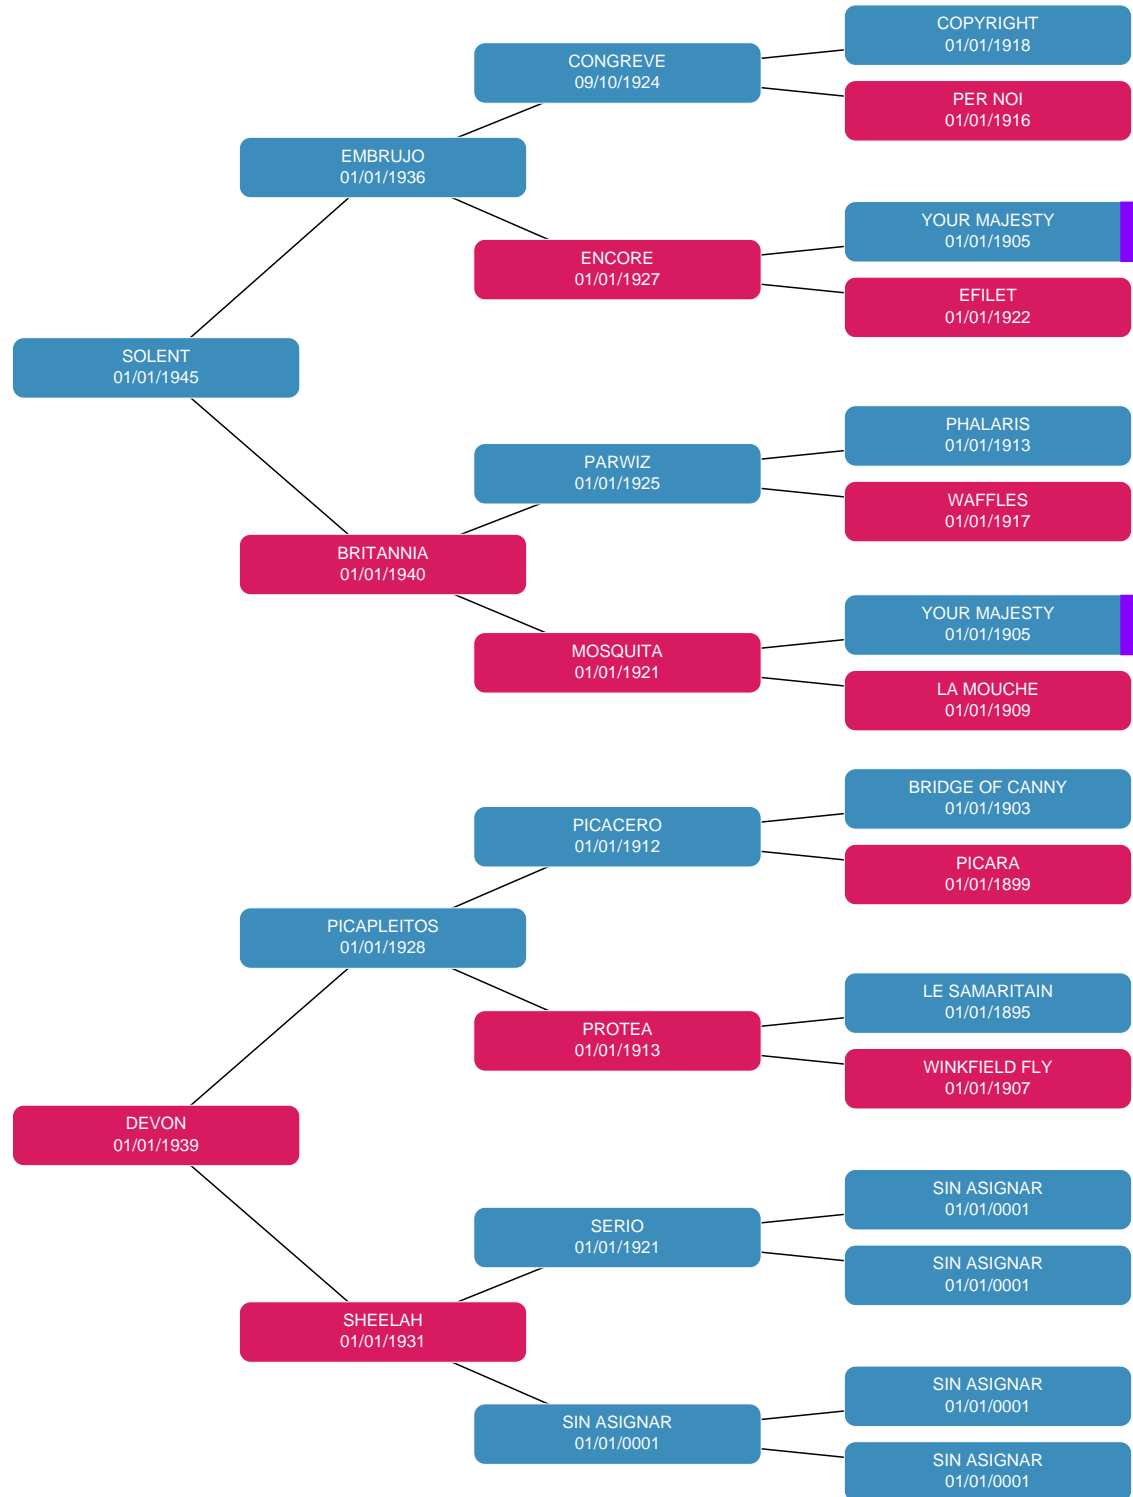 COPYRIGHT
01/01/1918
CONGREVE
09/10/1924
PER NOI
01/01/1916
EMBRUJO
01/01/1936
YOUR MAJESTY
01/01/1905
ENCORE
01/01/1927
EFILET
01/01/1922
SOLENT
01/01/1945
PHALARIS
01/01/1913
PARWIZ
01/01/1925
WAFFLES
01/01/1917
BRITANNIA
01/01/1940
YOUR MAJESTY
01/01/1905
MOSQUITA
01/01/1921
LA MOUCHE
01/01/1909
BRIDGE OF CANNY
01/01/1903
PICACERO
01/01/1912
PICARA
01/01/1899
PICAPLEITOS
01/01/1928
LE SAMARITAIN
01/01/1895
PROTEA
01/01/1913
WINKFIELD FLY
01/01/1907
DEVON
01/01/1939
SIN ASIGNAR
01/01/0001
SERIO
01/01/1921
SIN ASIGNAR
01/01/0001
SHEELAH
01/01/1931
SIN ASIGNAR
01/01/0001
SIN ASIGNAR
01/01/0001
SIN ASIGNAR
01/01/0001